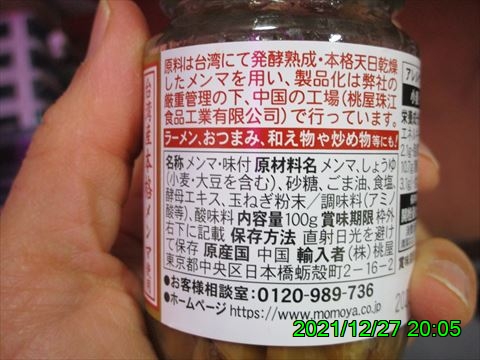 原料は台湾にて発酵熟成・本格天日乾燥
したメンマを用い、製品化は弊社の
厳重管理の下、中国の工場(桃屋珠江
食品工業有限公司)で行っています。
ラーメン、おつまみ、和え物や炒め物等にも!
名称 メンマ・味付 原材料名 メンマ、しょうゆ
(小麦・大豆を含む)、砂糖、ごま油、食塩、
酵母エキス、玉ねぎ粉末/調味料(アミノ
酸等)、酸味料 内容量 100g 賞味期限 枠外
右下に記載 保存方法 直射日光を避け
て保存 原産国 中国 輸入者 (株)桃屋
東京都中央区日本橋蛎殻町2-16-2
●お客様相談室:0120-989-736
●ホームページ https://www.momoya.co.jp
台湾産本格メンマ使用
2021/12/27 20:05